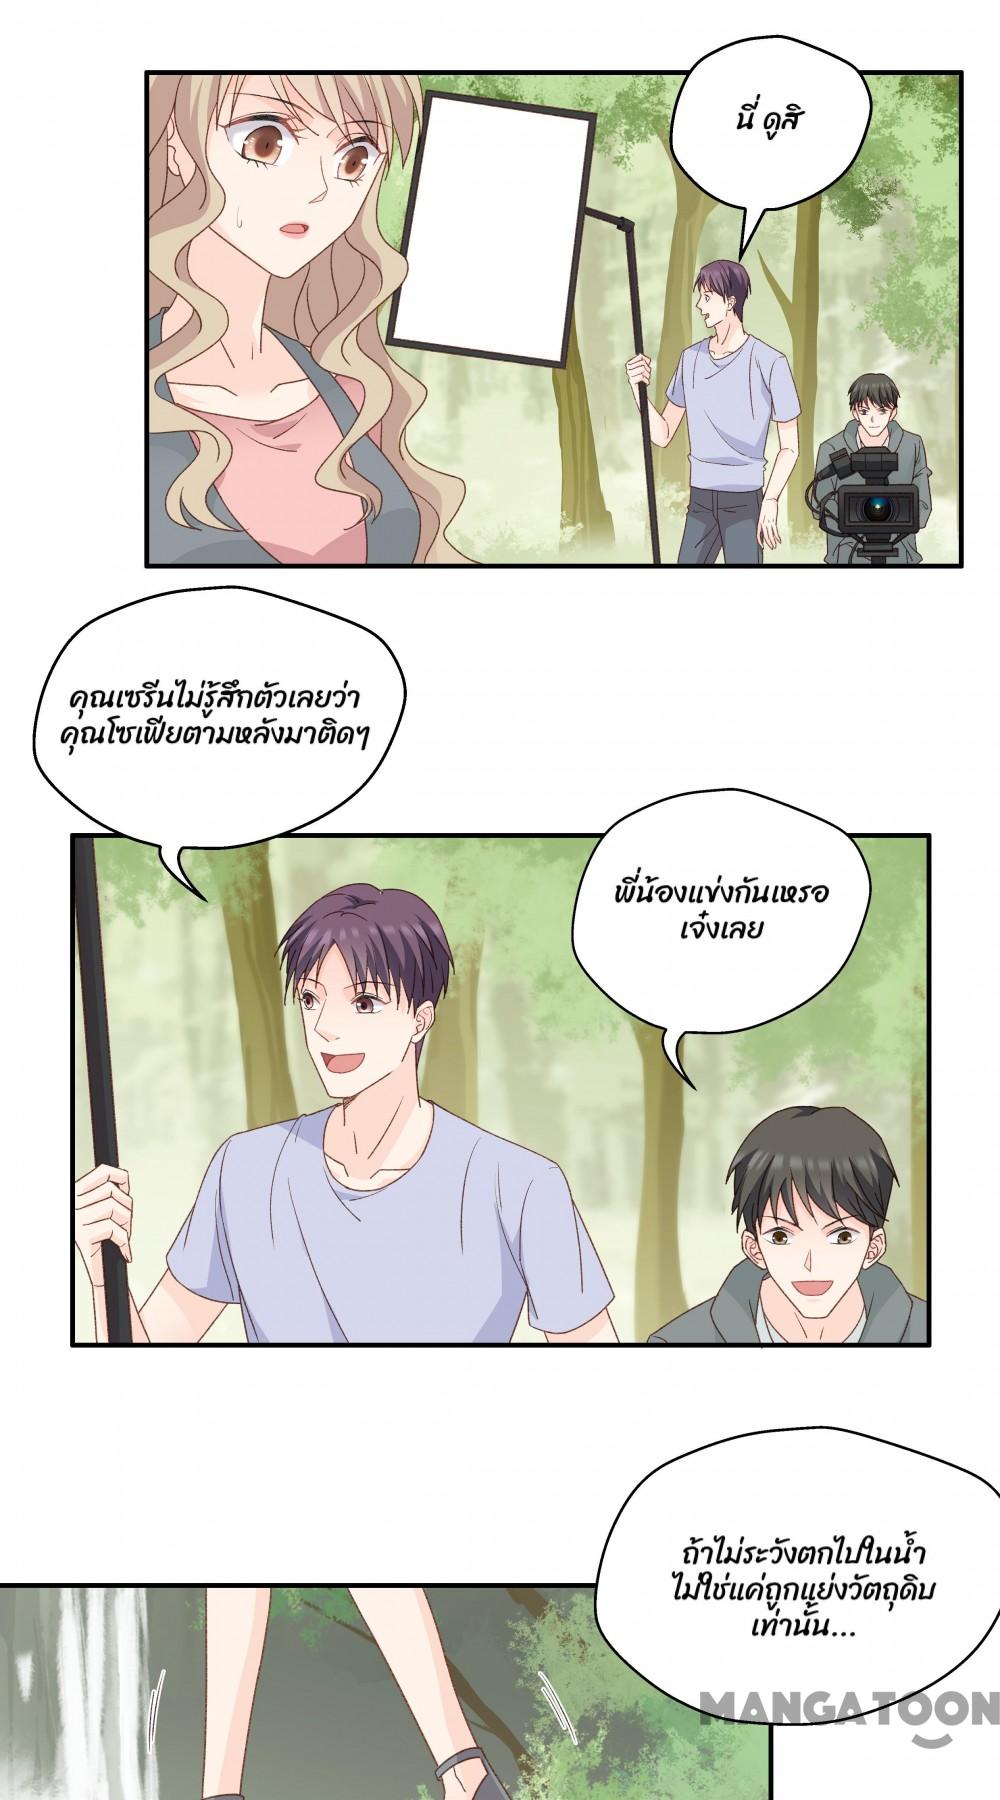 นี่ ดูสิ
คุณเซรีนไม่รู้สึกตัวเลยว่า
คุณโซเฟียตามหลังมาติดๆ
พี่น้องแข่งกันเหรอ
เจ๋งเลย
ถ้าไม่ระวังตกไปในน้ำ
ไม่ใช่แค่ถูกแย่งวัตถุดิบ
เท่านั้น...
MANGATOON